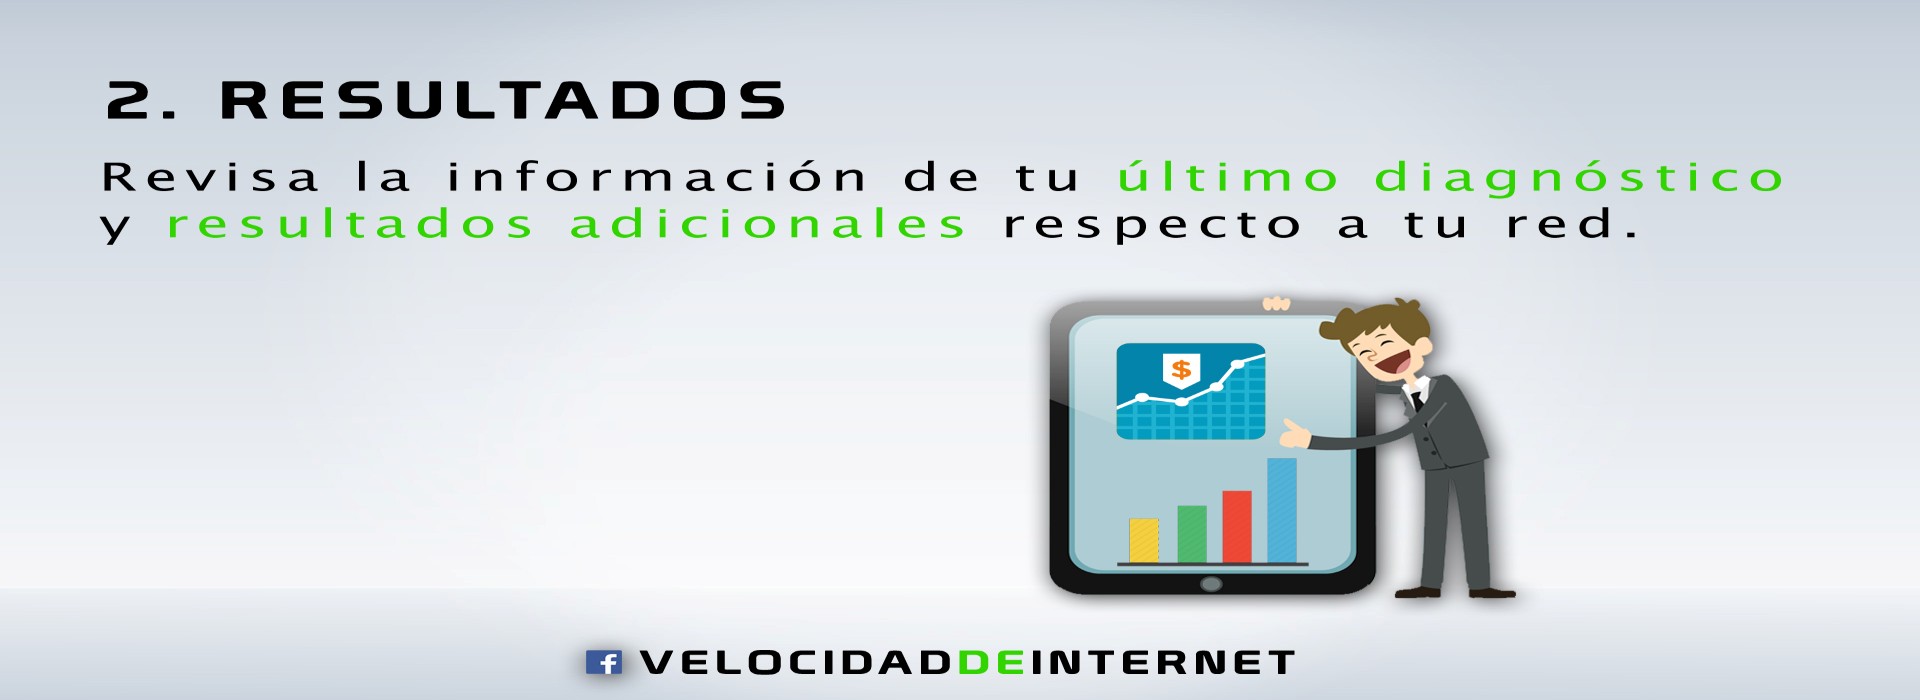 2. RESULTADOS
Revisa la información de tu último diagnóstico
y resultados adicionales respecto a tu red.
$
f VELOCIDADDEINTERNET